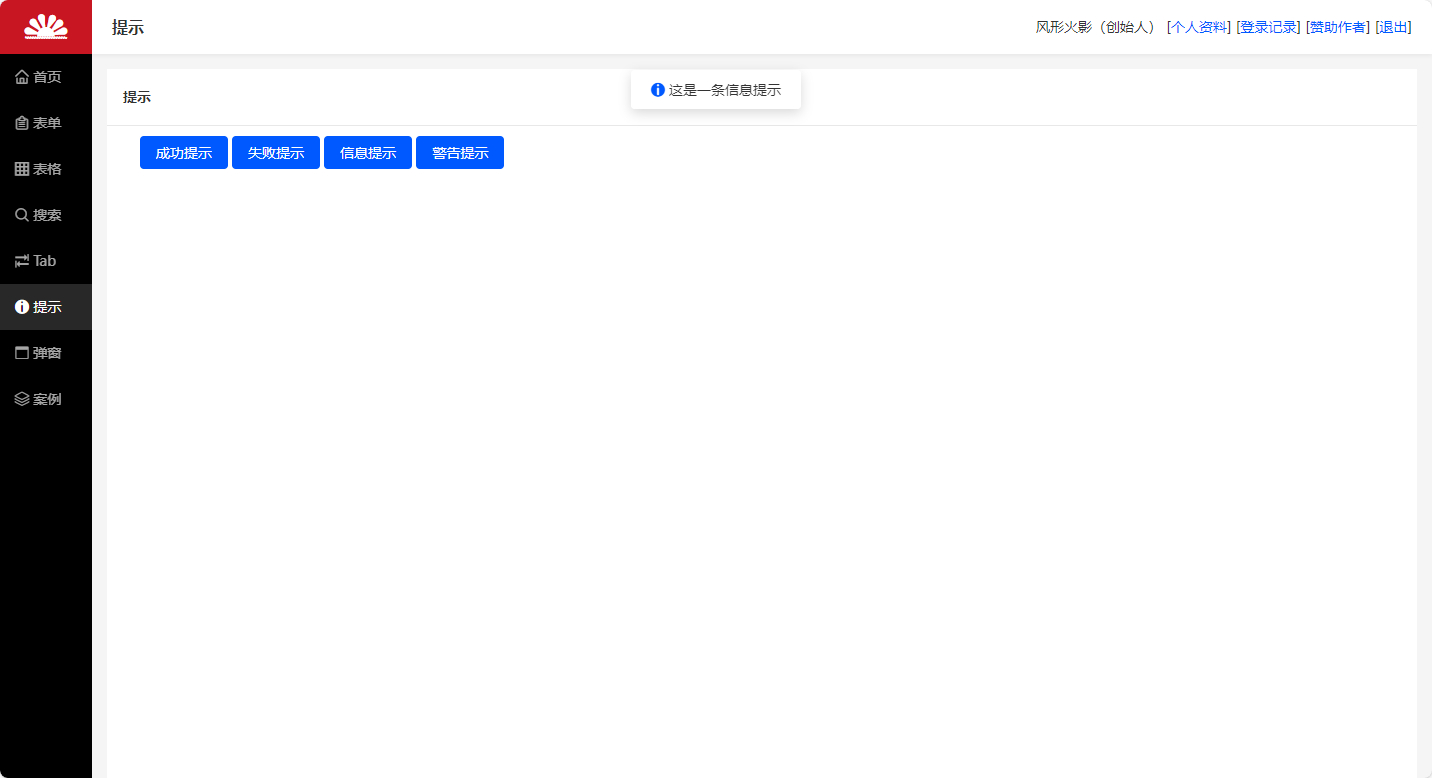 提示
风形火影（创始人） [个人资料] [登录记录] [赞助作者] [退出]
首页
表单
表格
搜索
Tab
提示
弹窗
案例
提示
这是一条信息提示
成功提示 失败提示 信息提示 警告提示